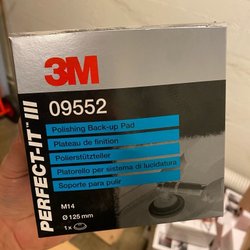 3M
09552
Polishing Back-up Pad
Plateau de finition
Polierstützteller
Platorello per sistema di lucidatura
Soporte para pulir
M14
Ø 125 mm
1x
PERFECT-IT™ III